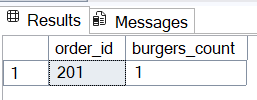 Results Messages
order_id burgers_count
1 201 1